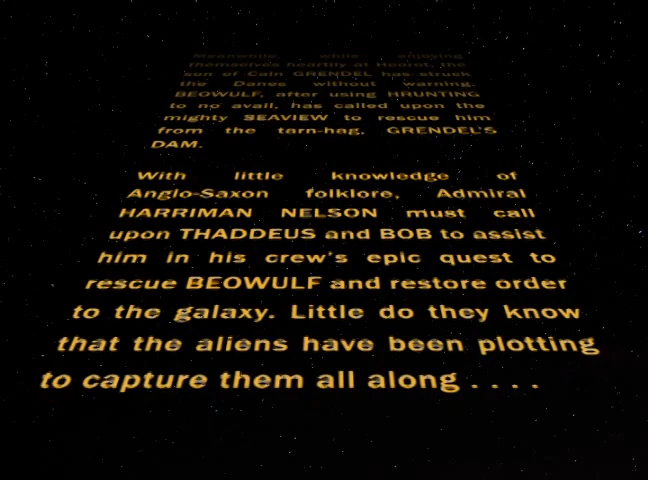 Meanwhile, while enjoying
themselves heartily at Heorot, the
son of Cain GRENDEL has struck
the Danes without warning.
BEOWULF, after using HRUNTING
to no avail, has called upon the
mighty SEAVIEW to rescue him
from the tarn-hag, GRENDEL'S
DAM.
With little knowledge of
Anglo-Saxon folklore, Admiral
HARRIMAN NELSON must call
upon THADDEUS and BOB to assist
him in his crew's epic quest to
rescue BEOWULF and restore order
to the galaxy. Little do they know
that the aliens have been plotting
to capture them all along . . . .